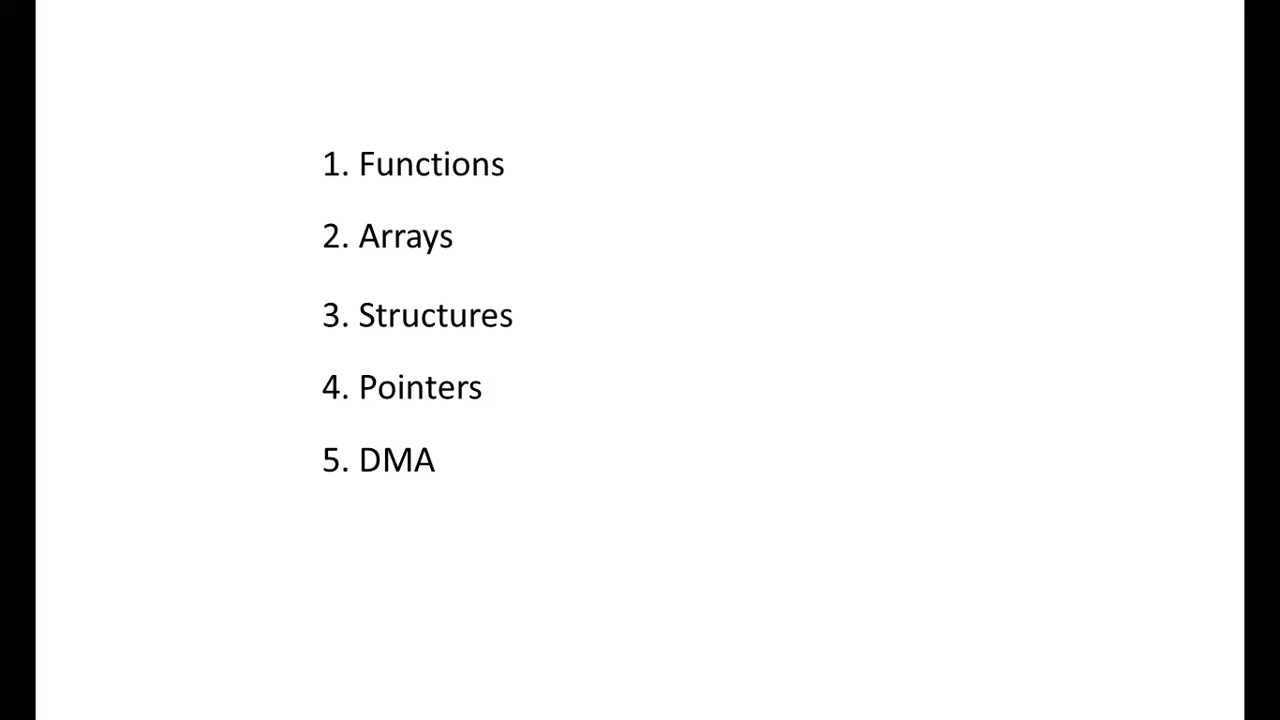 1. Functions
2. Arrays
3. Structures
4. Pointers
5. DMA